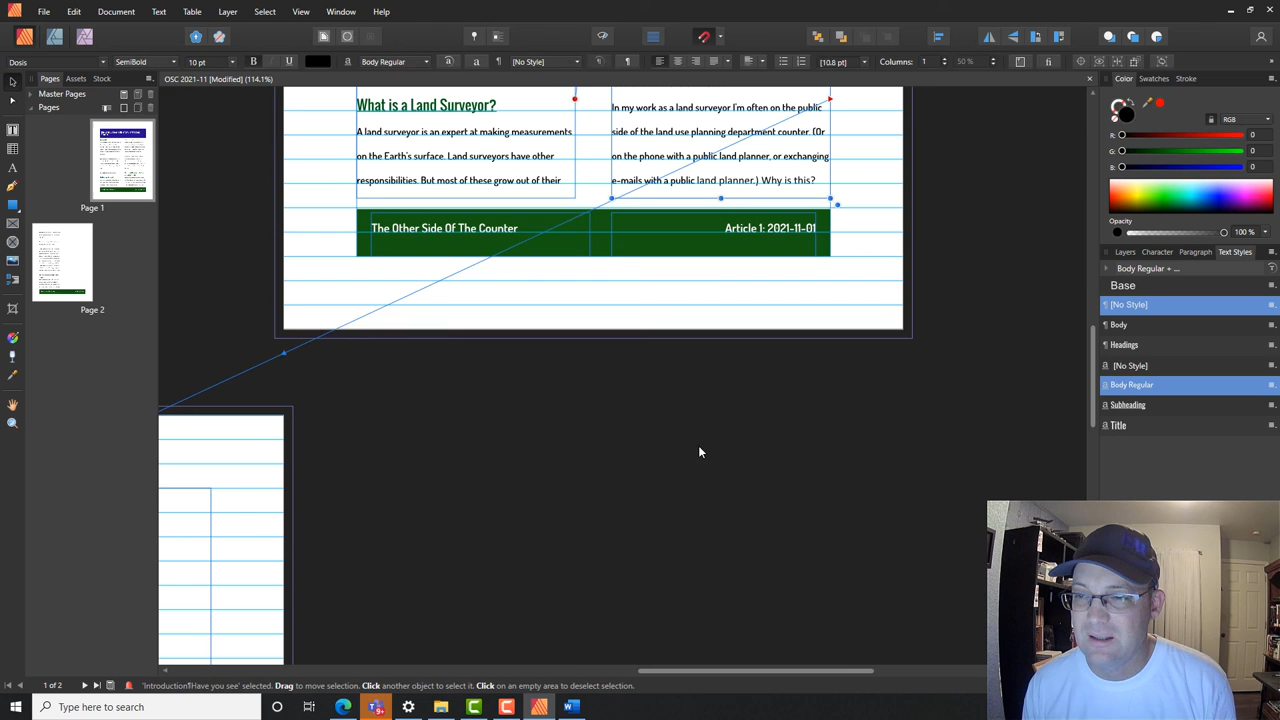 File Edit Document Text Table Layer Select View Window Help
Dosis SemiBold 10 pt B I U Body Regular [No Style] [10.8 pt] Columns: 1 50 %
Pages Assets Stock OSC 2021-11 [Modified] (114.1%)
Master Pages
Pages
Page 1
Page 2
What is a Land Surveyor?
A land surveyor is an expert at making measurements
on the Earth's surface. Land surveyors have other
responsibilities. But most of these grow out of their
In my work as a land surveyor I'm often on the public
side of the land use planning department counter. (Or
on the phone with a public land planner, or exchanging
e-mails with a public land planner.) Why is this?
The Other Side Of The Counter
Article 1: 2021-11-01
Color Swatches Stroke
RGB
R: 0
G: 0
B: 0
Opacity
100 %
Layers Character Paragraph Text Styles
Body Regular + ...
Base
[No Style]
Body
Headings
[No Style]
Body Regular
Subheading
Title
1 of 2 'Introduction¶Have you see' selected. Drag to move selection. Click another object to select it. Click on an empty area to deselect selection.
Type here to search